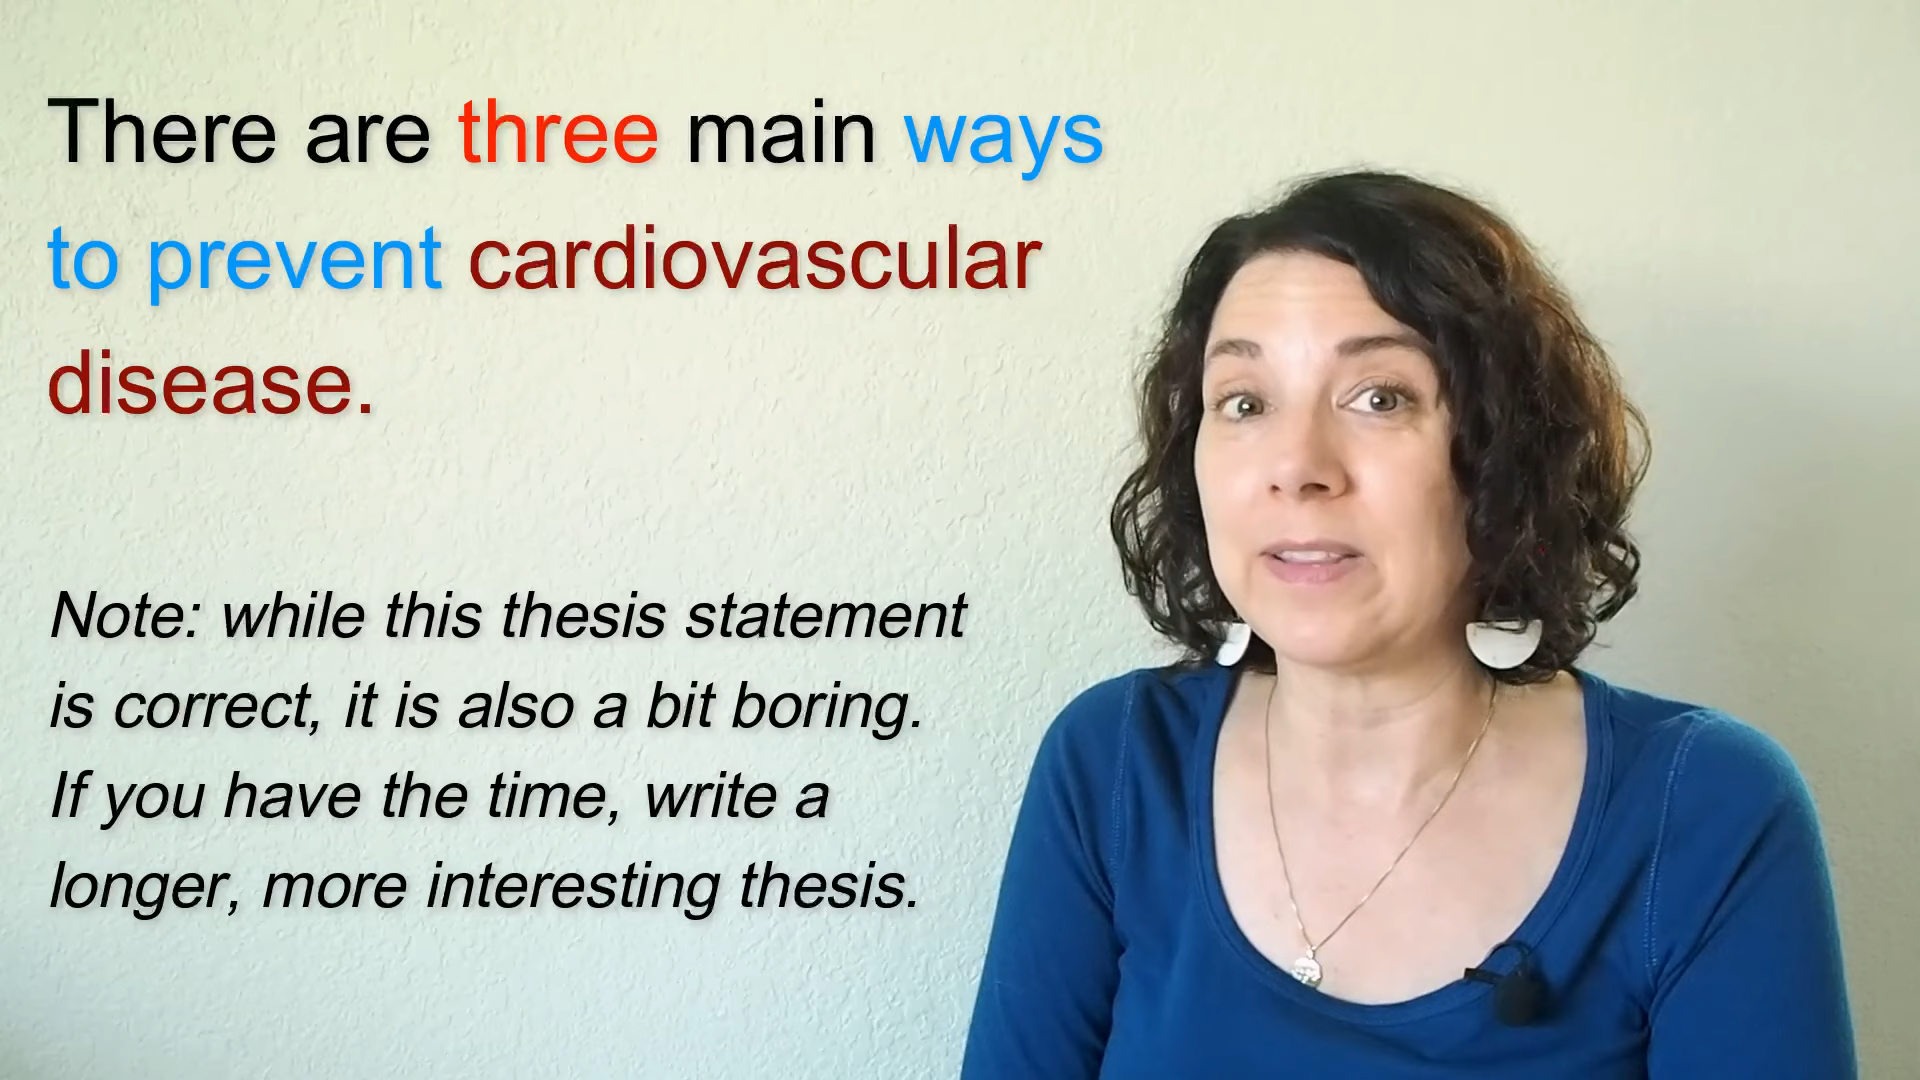 There are three main ways
to prevent cardiovascular
disease.
Note: while this thesis statement
is correct, it is also a bit boring.
If you have the time, write a
longer, more interesting thesis.